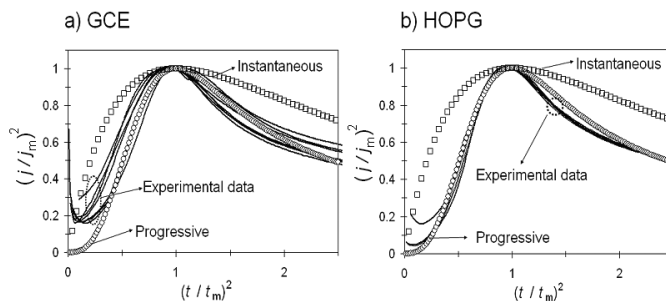 a) GCE
(j/jm)²
1
0.8
0.6
0.4
0.2
0
Instantaneous
Experimental data
Progressive
0
1
2
(t/tm)²
b) HOPG
(j/jm)²
1
0.8
0.6
0.4
0.2
0
Instantaneous
Experimental data
Progressive
0
1
2
(t/tm)²